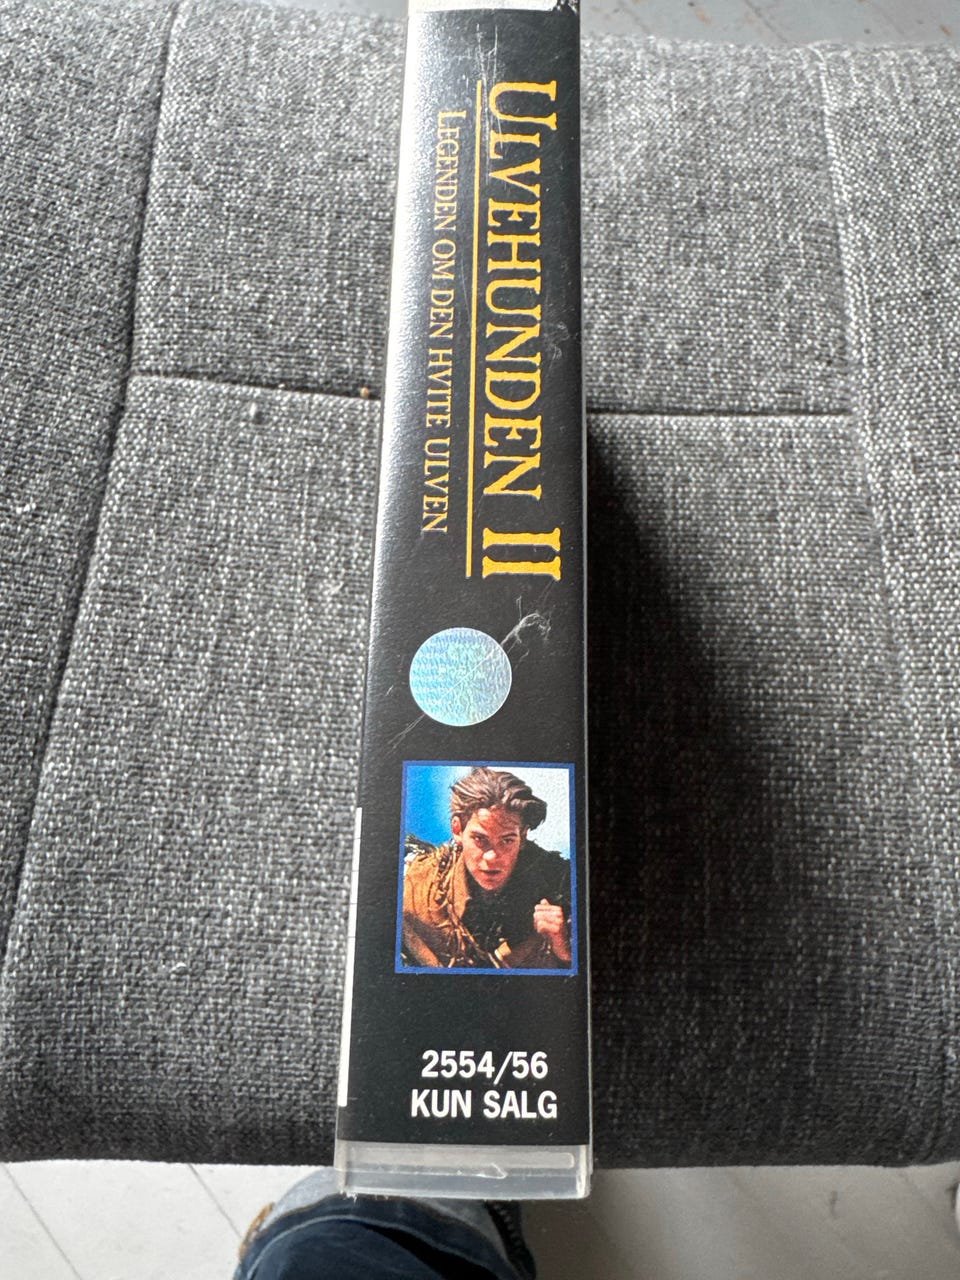 ULVEHUNDEN II
LEGENDEN OM DEN HVITE ULVEN
2554/56
KUN SALG